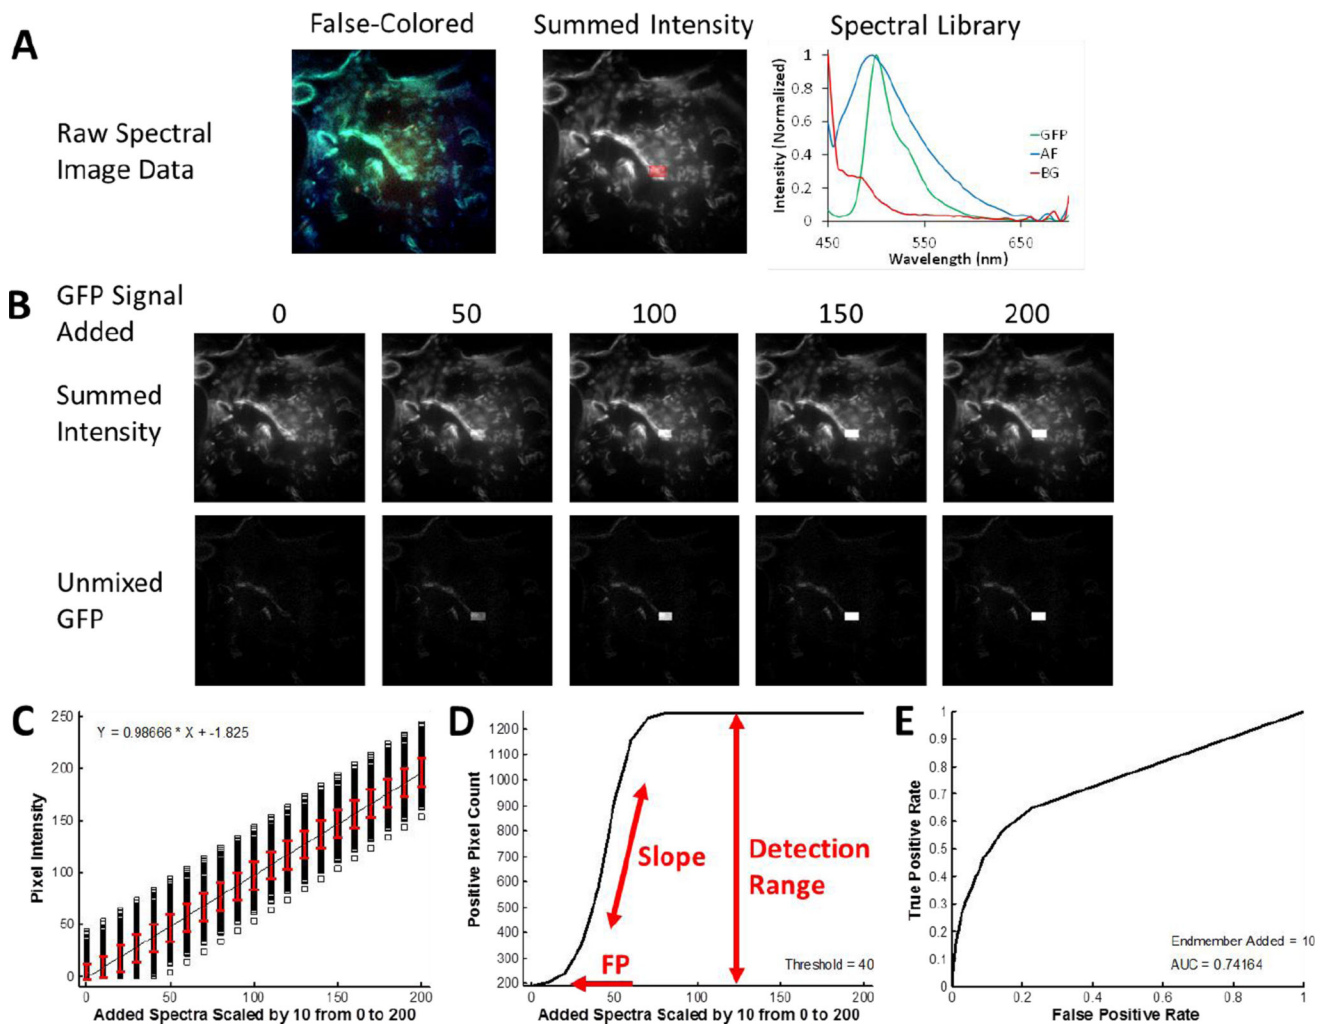 A
False-Colored
Summed Intensity
Spectral Library
Raw Spectral
Image Data
Intensity (Normalized)
1
0.8
0.6
0.4
0.2
0
450
550
650
Wavelength (nm)
GFP
AF
BG
B
GFP Signal
Added
0
50
100
150
200
Summed
Intensity
Unmixed
GFP
C
Y = 0.98666 * X + -1.825
Pixel Intensity
250
200
150
100
50
0
0
50
100
150
200
Added Spectra Scaled by 10 from 0 to 200
D
Positive Pixel Count
1200
1100
1000
900
800
700
600
500
400
300
200
Slope
Detection
Range
FP
Threshold = 40
0
50
100
150
200
Added Spectra Scaled by 10 from 0 to 200
E
True Positive Rate
1
0.9
0.8
0.7
0.6
0.5
0.4
0.3
0.2
0.1
0
Endmember Added = 10
AUC = 0.74164
0
0.2
0.4
0.6
0.8
1
False Positive Rate